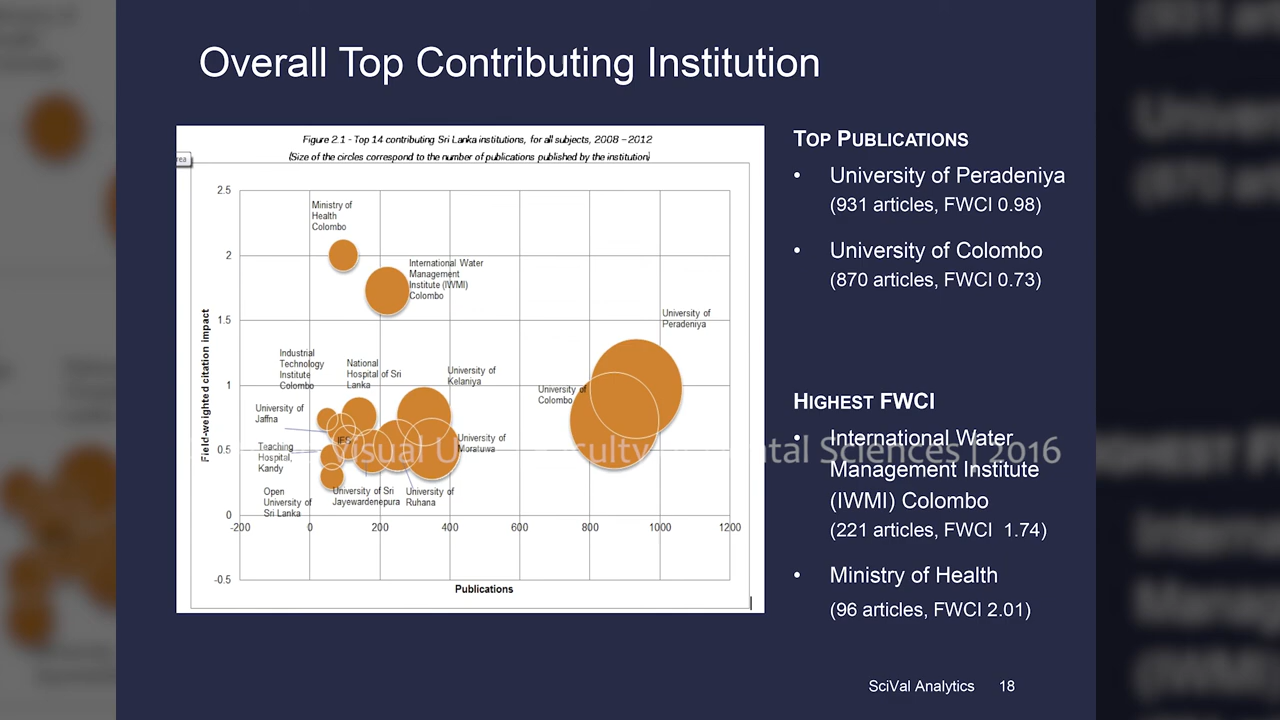 Overall Top Contributing Institution
Figure 2.1 - Top 14 contributing Sri Lanka institutions, for all subjects, 2008 – 2012
(Size of the circles correspond to the number of publications published by the institution)
rea
2.5
2
1.5
1
0.5
0
-0.5
-200
0
200
400
600
800
1000
1200
Field-weighted citation impact
Publications
Ministry of
Health
Colombo
International Water
Management
Institute (IWMI)
Colombo
University of
Peradeniya
Industrial
Technology
Institute
Colombo
National
Hospital of Sri
Lanka
University of
Kelaniya
University of
Colombo
University of
Jaffna
IFS
Teaching
Hospital,
Kandy
University of
Moratuwa
Open
University of
Sri Lanka
University of Sri
Jayewardenepura
University of
Ruhana
TOP PUBLICATIONS
• University of Peradeniya
(931 articles, FWCI 0.98)
• University of Colombo
(870 articles, FWCI 0.73)
HIGHEST FWCI
• International Water
Management Institute
(IWMI) Colombo
(221 articles, FWCI 1.74)
• Ministry of Health
(96 articles, FWCI 2.01)
Sciences | 2016
SciVal Analytics 18